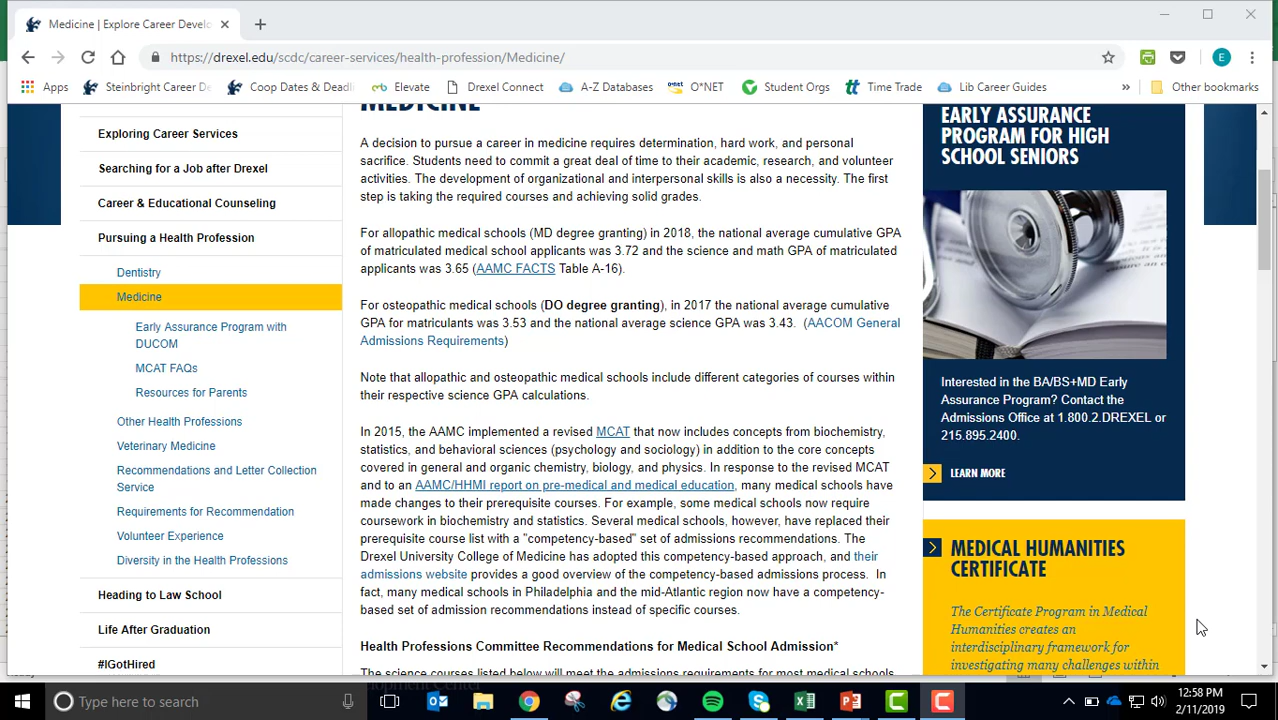 Medicine | Explore Career Develo
https://drexel.edu/scdc/career-services/health-profession/Medicine/
E
Apps
Steinbright Career De
Coop Dates & Deadli
Elevate
Drexel Connect
A-Z Databases
O*NET
Student Orgs
Time Trade
Lib Career Guides
»
Other bookmarks
Exploring Career Services
Searching for a Job after Drexel
Career & Educational Counseling
Pursuing a Health Profession
Dentistry
Medicine
Early Assurance Program with
DUCOM
MCAT FAQs
Resources for Parents
Other Health Professions
Veterinary Medicine
Recommendations and Letter Collection
Service
Requirements for Recommendation
Volunteer Experience
Diversity in the Health Professions
Heading to Law School
Life After Graduation
#IGotHired
MEDICINE
A decision to pursue a career in medicine requires determination, hard work, and personal
sacrifice. Students need to commit a great deal of time to their academic, research, and volunteer
activities. The development of organizational and interpersonal skills is also a necessity. The first
step is taking the required courses and achieving solid grades.
For allopathic medical schools (MD degree granting) in 2018, the national average cumulative GPA
of matriculated medical school applicants was 3.72 and the science and math GPA of matriculated
applicants was 3.65 (AAMC FACTS Table A-16).
For osteopathic medical schools (DO degree granting), in 2017 the national average cumulative
GPA for matriculants was 3.53 and the national average science GPA was 3.43.  (AACOM General
Admissions Requirements)
Note that allopathic and osteopathic medical schools include different categories of courses within
their respective science GPA calculations.
In 2015, the AAMC implemented a revised MCAT that now includes concepts from biochemistry,
statistics, and behavioral sciences (psychology and sociology) in addition to the core concepts
covered in general and organic chemistry, biology, and physics. In response to the revised MCAT
and to an AAMC/HHMI report on pre-medical and medical education, many medical schools have
made changes to their prerequisite courses. For example, some medical schools now require
coursework in biochemistry and statistics. Several medical schools, however, have replaced their
prerequisite course list with a "competency-based" set of admissions recommendations. The
Drexel University College of Medicine has adopted this competency-based approach, and their
admissions website provides a good overview of the competency-based admissions process.  In
fact, many medical schools in Philadelphia and the mid-Atlantic region now have a competency-
based set of admission recommendations instead of specific courses.
Health Professions Committee Recommendations for Medical School Admission*
The science courses listed below will meet the admissions requirements for most medical
EARLY ASSURANCE
PROGRAM FOR HIGH
SCHOOL SENIORS
Interested in the BA/BS+MD Early
Assurance Program? Contact the
Admissions Office at 1.800.2.DREXEL or
215.895.2400.
LEARN MORE
MEDICAL HUMANITIES
CERTIFICATE
The Certificate Program in Medical
Humanities creates an
interdisciplinary framework for
investigating many challenges within
Type here to search
12:58 PM
2/11/2019